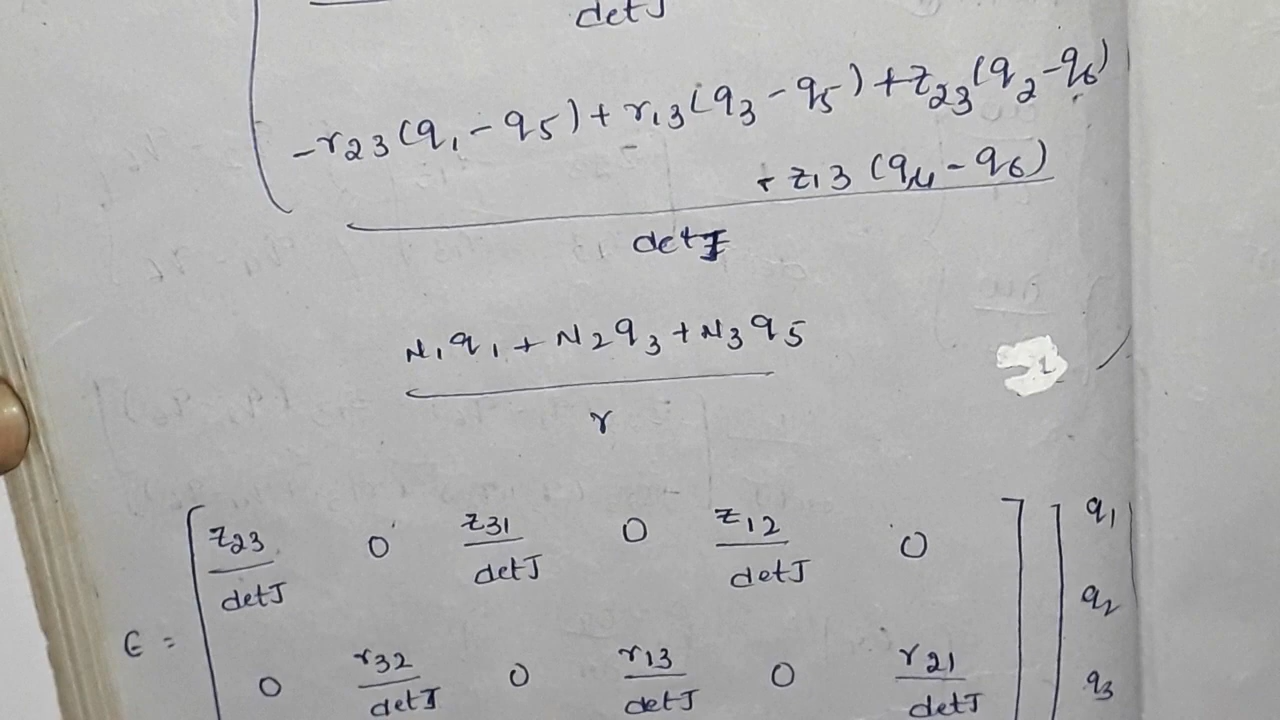 detJ
-r23(q1-q5)+r13(q3-q5)+z23(q2-q6)
+z13(q4-q6)
detJ
N1q1+N2q3+N3q5
r
z23 0 z31 0 z12 0 q1
detJ detJ detJ
q2
ϵ =
0 r32 0 r13 0 r21 q3
detJ detJ detJ